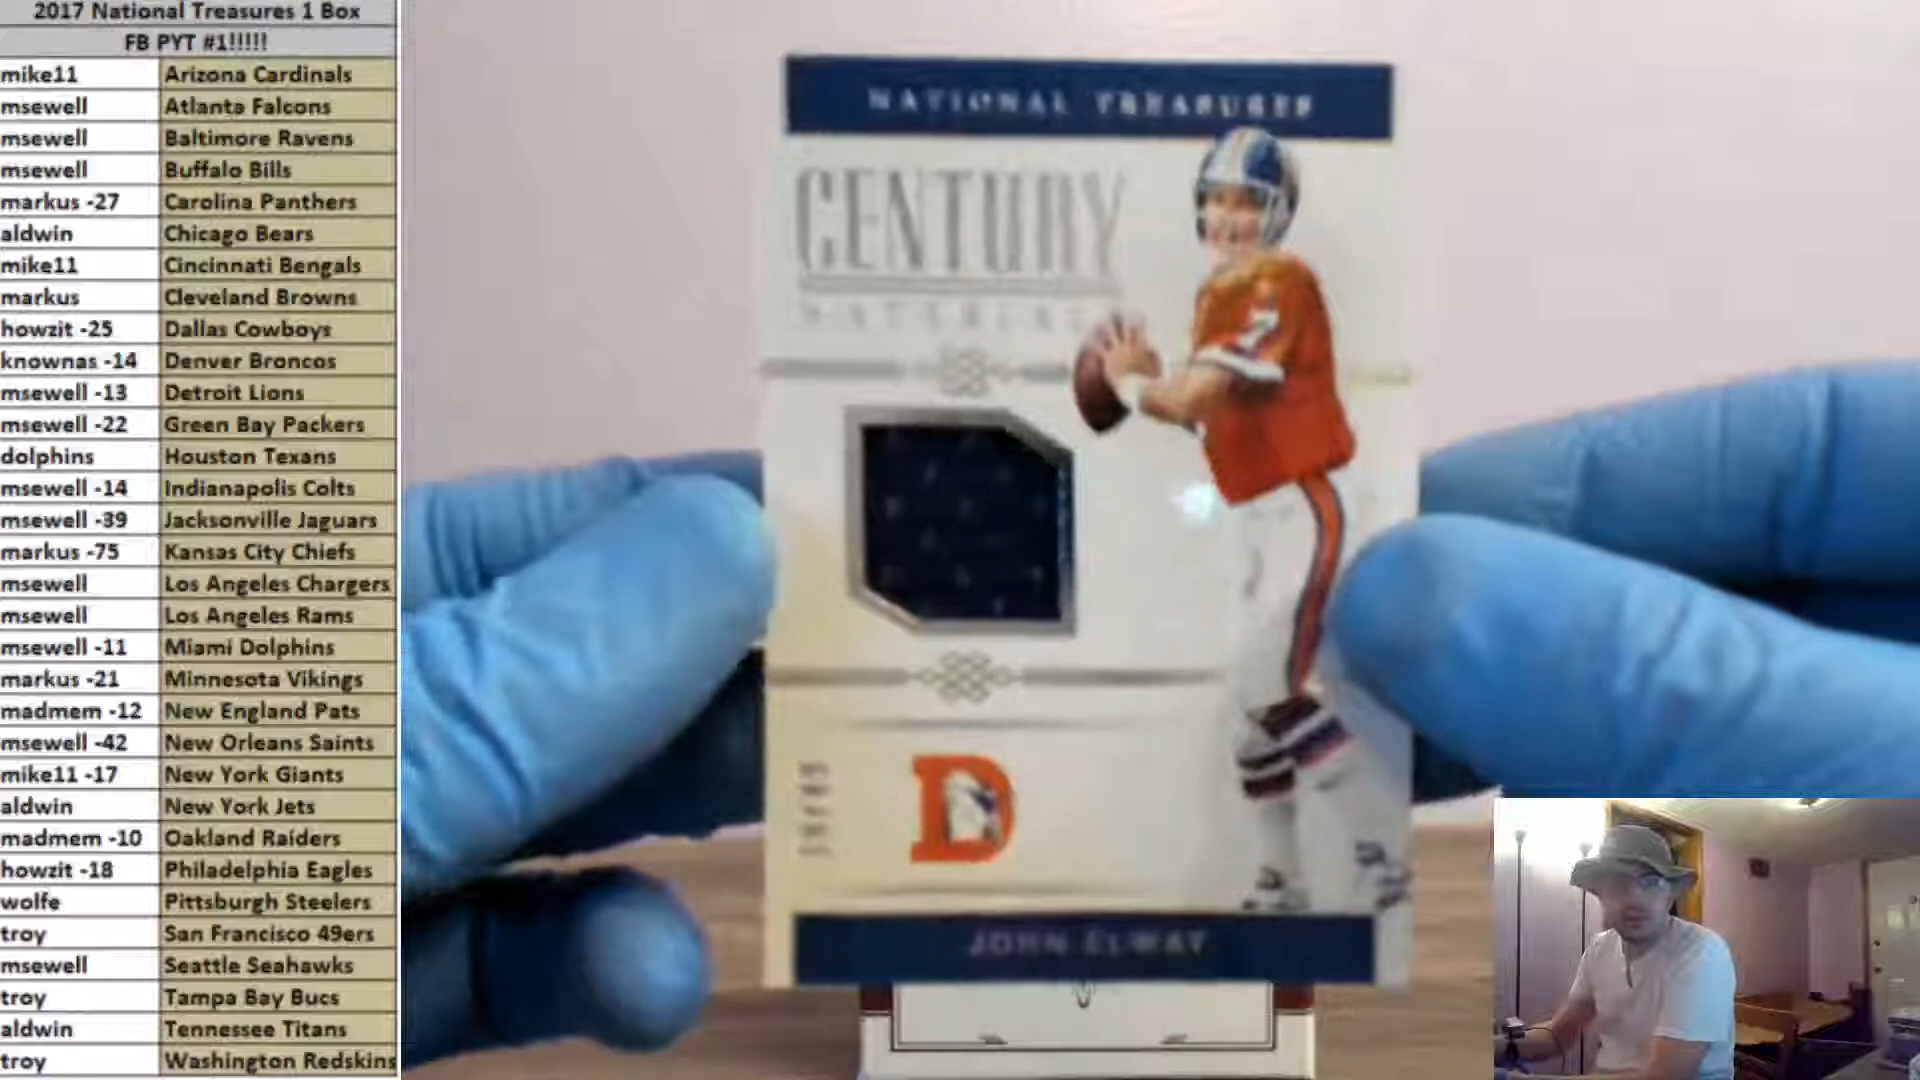 2017 National Treasures 1 Box
FB PYT #1!!!!!
mike11 Arizona Cardinals
msewell Atlanta Falcons
msewell Baltimore Ravens
msewell Buffalo Bills
markus -27 Carolina Panthers
aldwin Chicago Bears
mike11 Cincinnati Bengals
markus Cleveland Browns
howzit -25 Dallas Cowboys
knownas -14 Denver Broncos
msewell -13 Detroit Lions
msewell -22 Green Bay Packers
dolphins Houston Texans
msewell -14 Indianapolis Colts
msewell -39 Jacksonville Jaguars
markus -75 Kansas City Chiefs
msewell Los Angeles Chargers
msewell Los Angeles Rams
msewell -11 Miami Dolphins
markus -21 Minnesota Vikings
madmem -12 New England Pats
msewell -42 New Orleans Saints
mike11 -17 New York Giants
aldwin New York Jets
madmem -10 Oakland Raiders
howzit -18 Philadelphia Eagles
wolfe Pittsburgh Steelers
troy San Francisco 49ers
msewell Seattle Seahawks
troy Tampa Bay Bucs
aldwin Tennessee Titans
troy Washington Redskins
NATIONAL TREASURES
CENTURY
MATERIALS
7
D
JOHN ELWAY